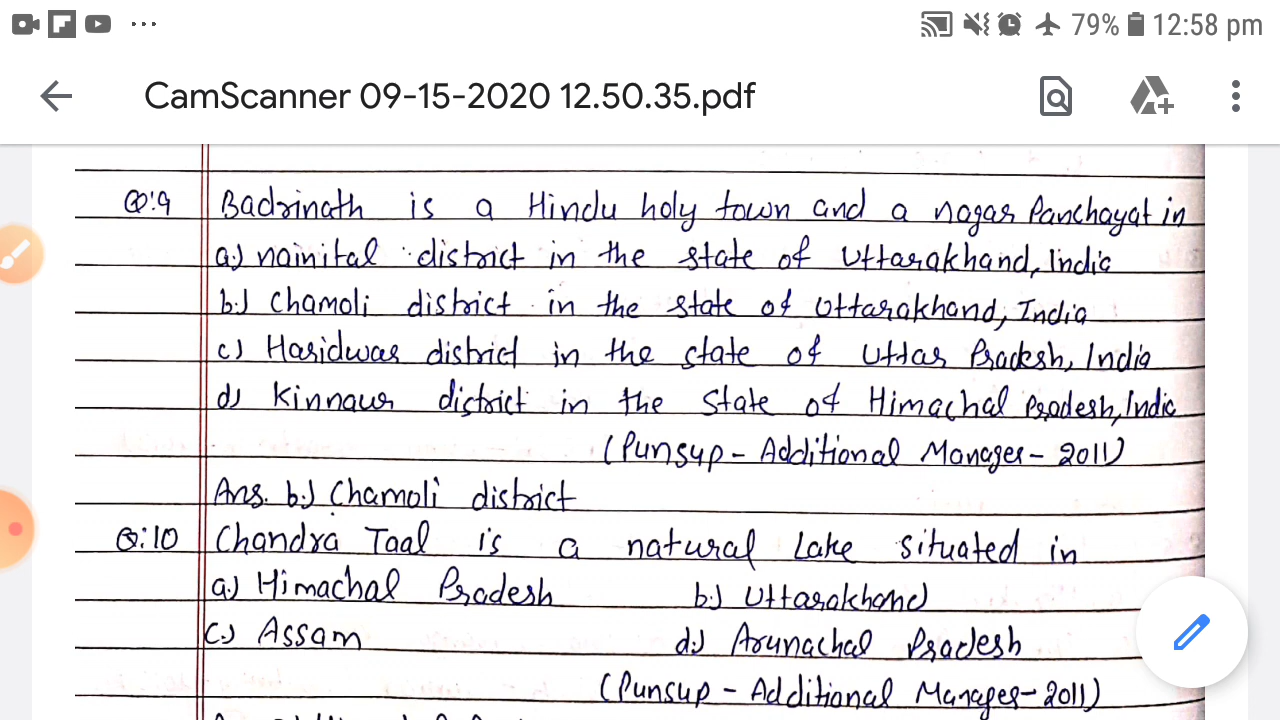 79% 12:58 pm
CamScanner 09-15-2020 12.50.35.pdf
Q:9 Badrinath is a Hindu holy town and a nagar Panchayat in
a.) nainital district in the state of Uttarakhand, India
b.) Chamoli district in the state of Uttarakhand, India
c) Haridwar district in the state of Uttar Pradesh, India
d) Kinnaur district in the State of Himachal Pradesh, India
(Punsup - Additional Manager - 2011)
Ans. b.) Chamoli district
Q:10 Chandra Taal is a natural Lake situated in
a.) Himachal Pradesh b.) Uttarakhand
c.) Assam d.) Arunachal Pradesh
(Punsup - Additional Manager - 2011)